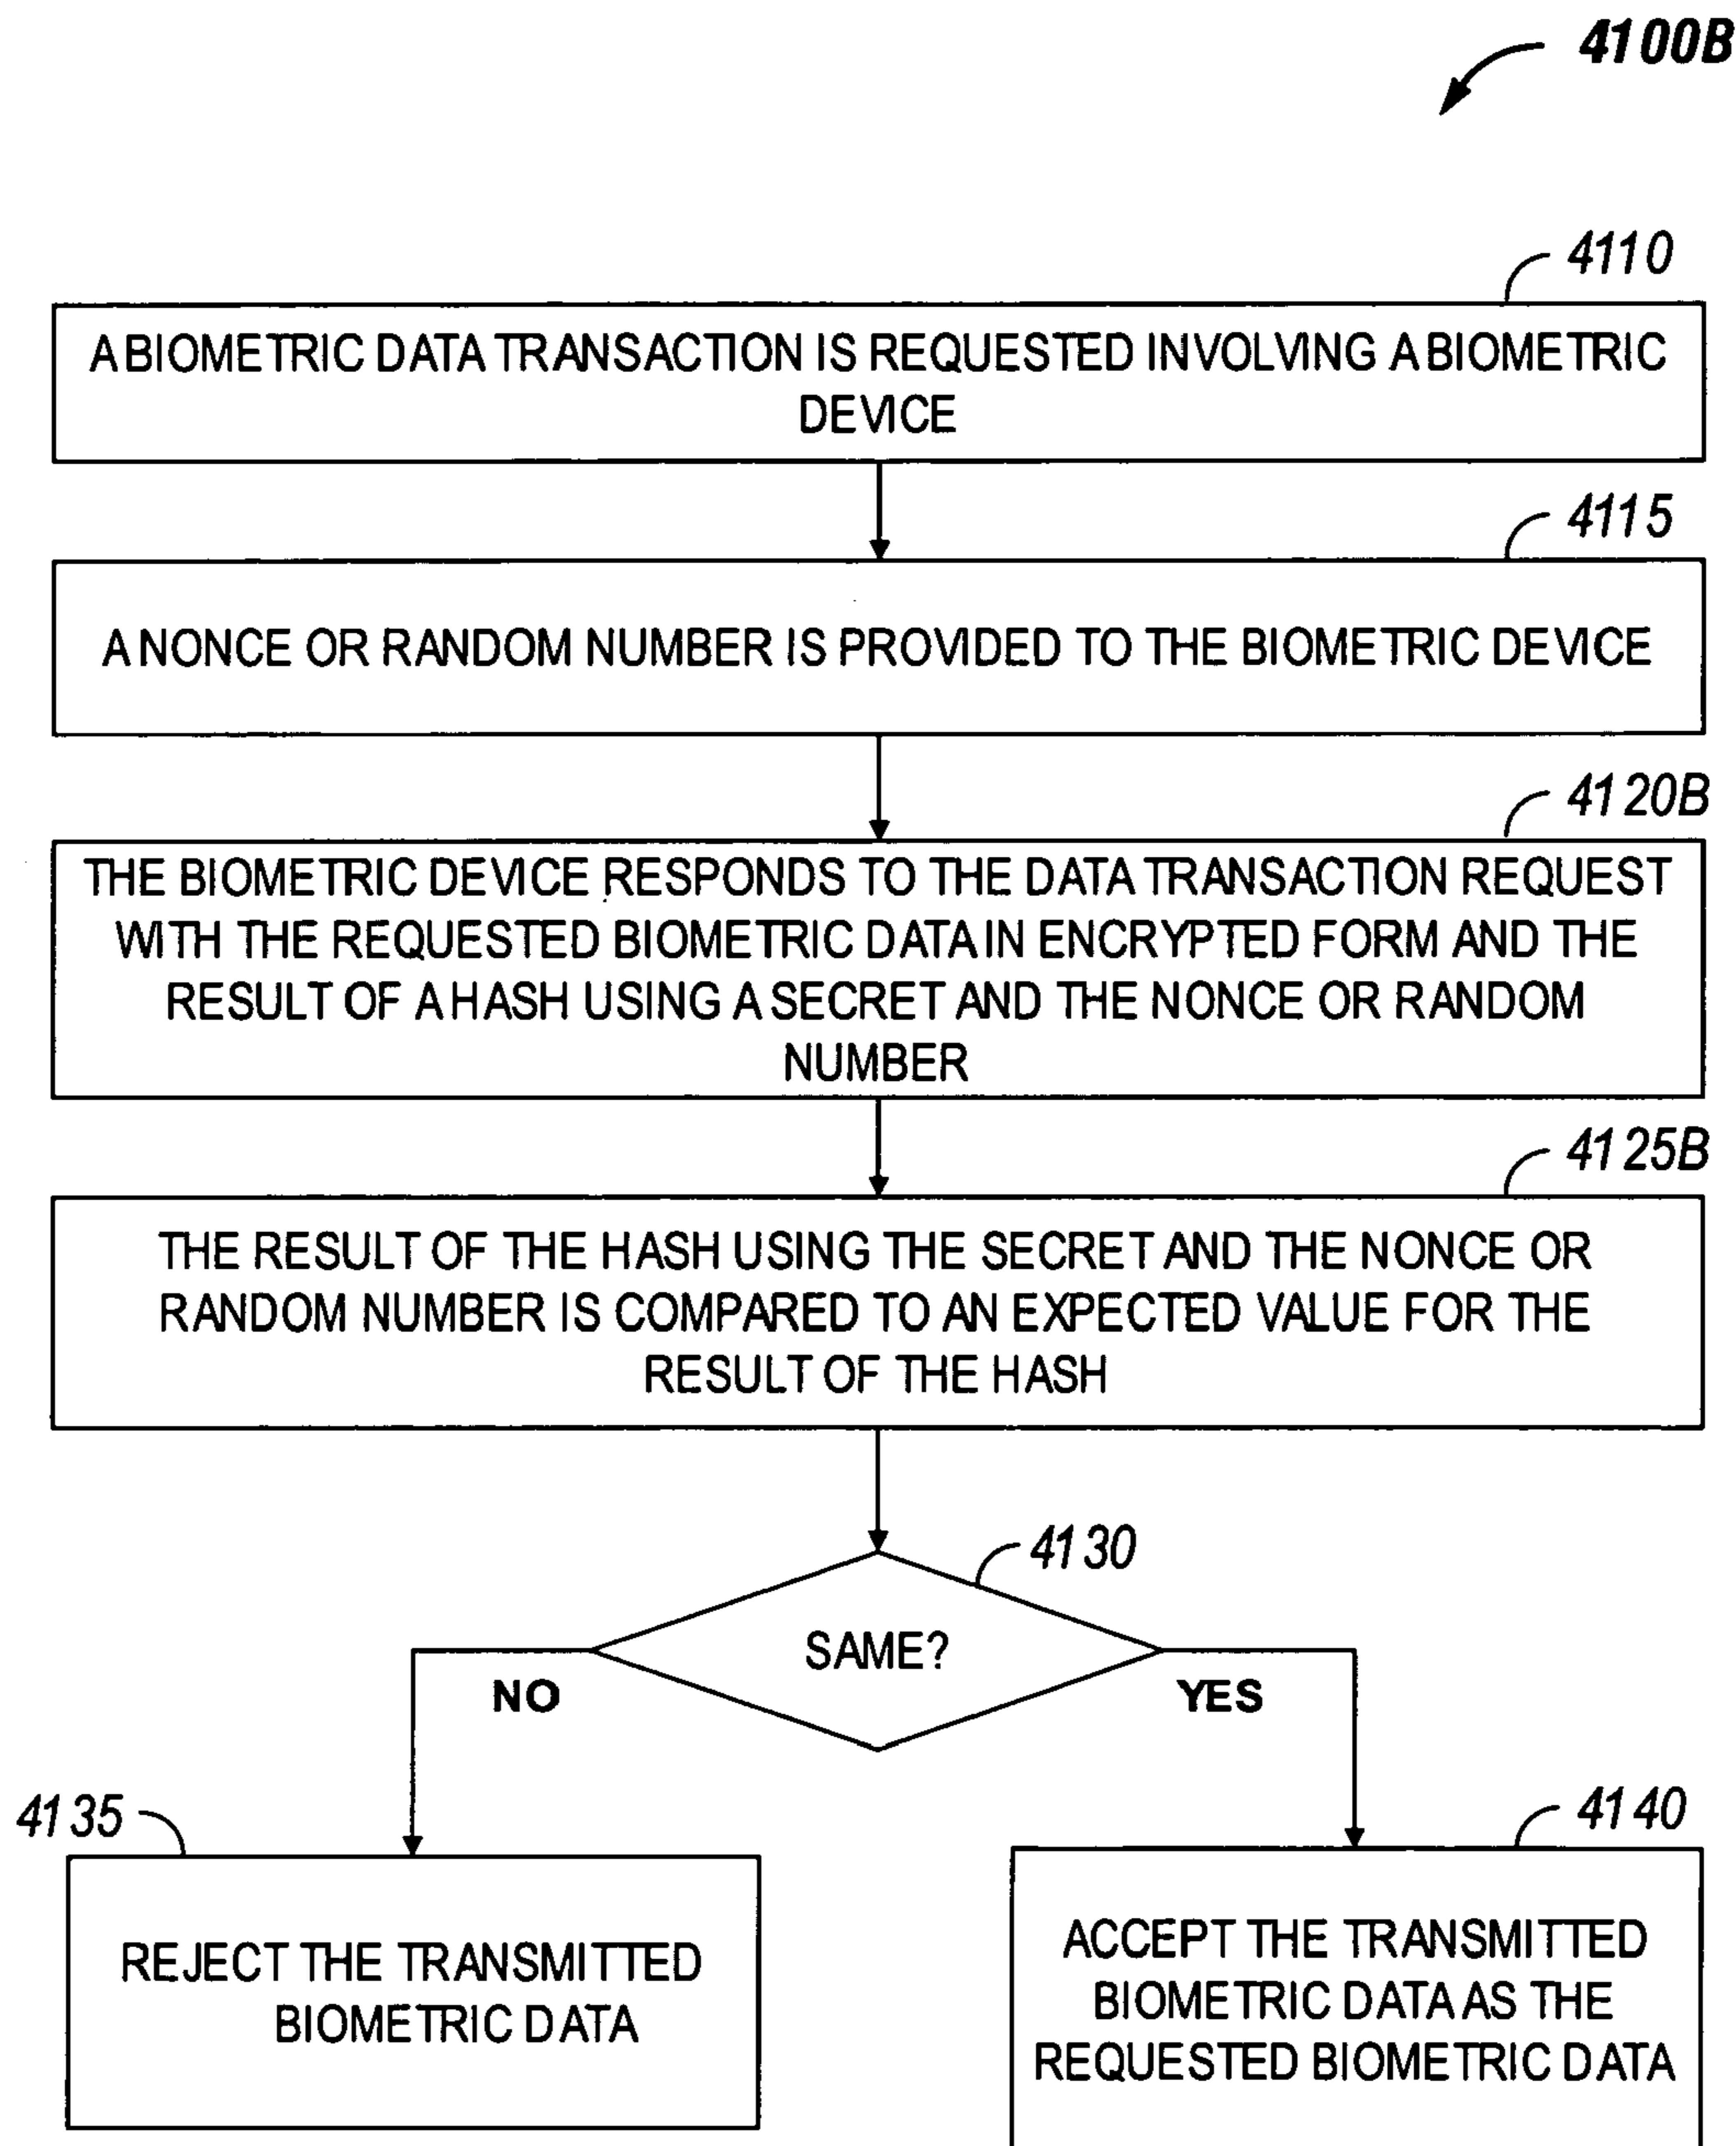 4100B
4110
A BIOMETRIC DATA TRANSACTION IS REQUESTED INVOLVING A BIOMETRIC
DEVICE
4115
A NONCE OR RANDOM NUMBER IS PROVIDED TO THE BIOMETRIC DEVICE
4120B
THE BIOMETRIC DEVICE RESPONDS TO THE DATA TRANSACTION REQUEST
WITH THE REQUESTED BIOMETRIC DATA IN ENCRYPTED FORM AND THE
RESULT OF A HASH USING A SECRET AND THE NONCE OR RANDOM
NUMBER
4125B
THE RESULT OF THE HASH USING THE SECRET AND THE NONCE OR
RANDOM NUMBER IS COMPARED TO AN EXPECTED VALUE FOR THE
RESULT OF THE HASH
4130
SAME?
NO
YES
4135
REJECT THE TRANSMITTED
BIOMETRIC DATA
4140
ACCEPT THE TRANSMITTED
BIOMETRIC DATA AS THE
REQUESTED BIOMETRIC DATA